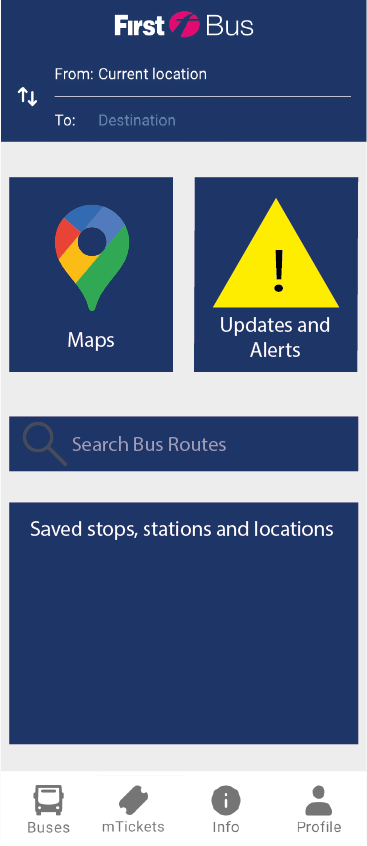 First Bus
From: Current location
To: Destination
Maps
!
Updates and
Alerts
Search Bus Routes
Saved stops, stations and locations
Buses
mTickets
Info
Profile